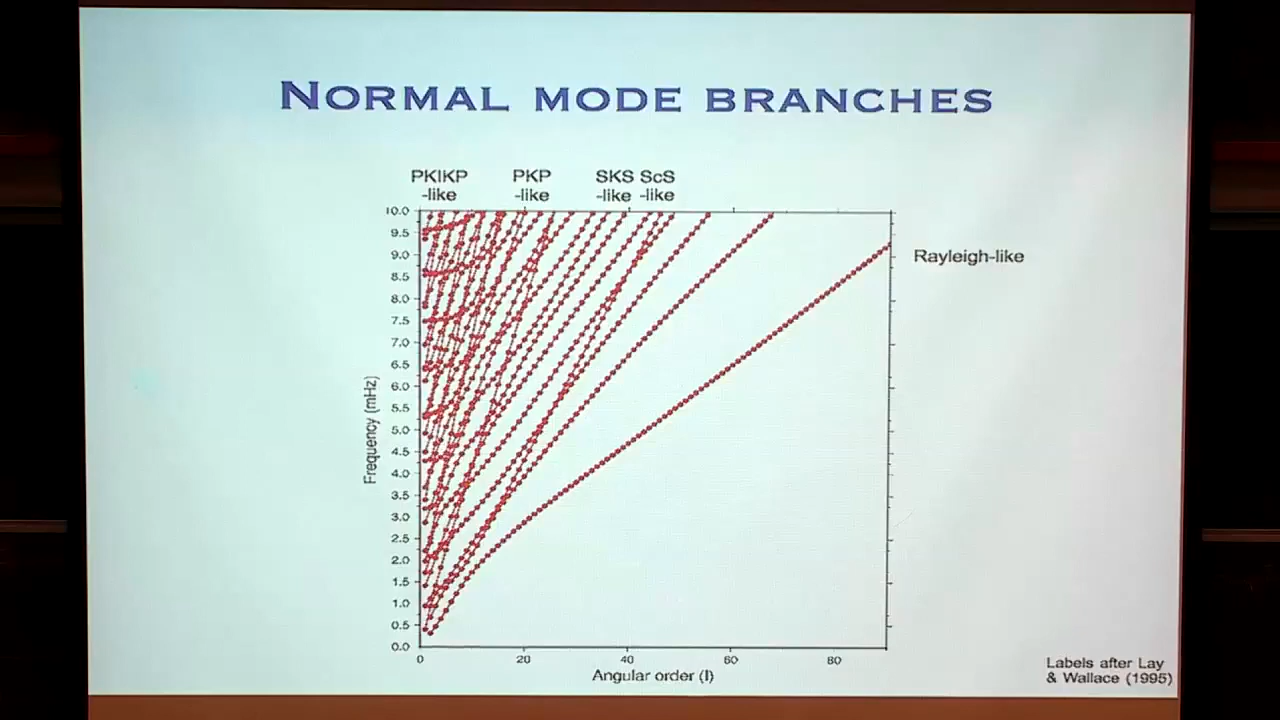 NORMAL MODE BRANCHES
PKIKP PKP SKS ScS
-like -like -like -like
10.0
9.5
9.0
Rayleigh-like
8.5
8.0
7.5
7.0
6.5
6.0
5.5
5.0
4.5
4.0
3.5
3.0
2.5
2.0
1.5
1.0
0.5
0.0
Frequency (mHz)
0 20 40 60 80
Angular order (l)
Labels after Lay
& Wallace (1995)